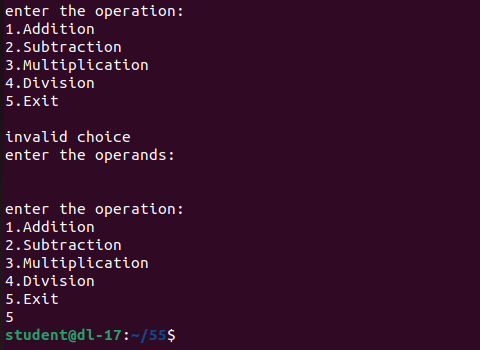 enter the operation:
1.Addition
2.Subtraction
3.Multiplication
4.Division
5.Exit
invalid choice
enter the operands:
enter the operation:
1.Addition
2.Subtraction
3.Multiplication
4.Division
5.Exit
5
student@dl-17:~/55$